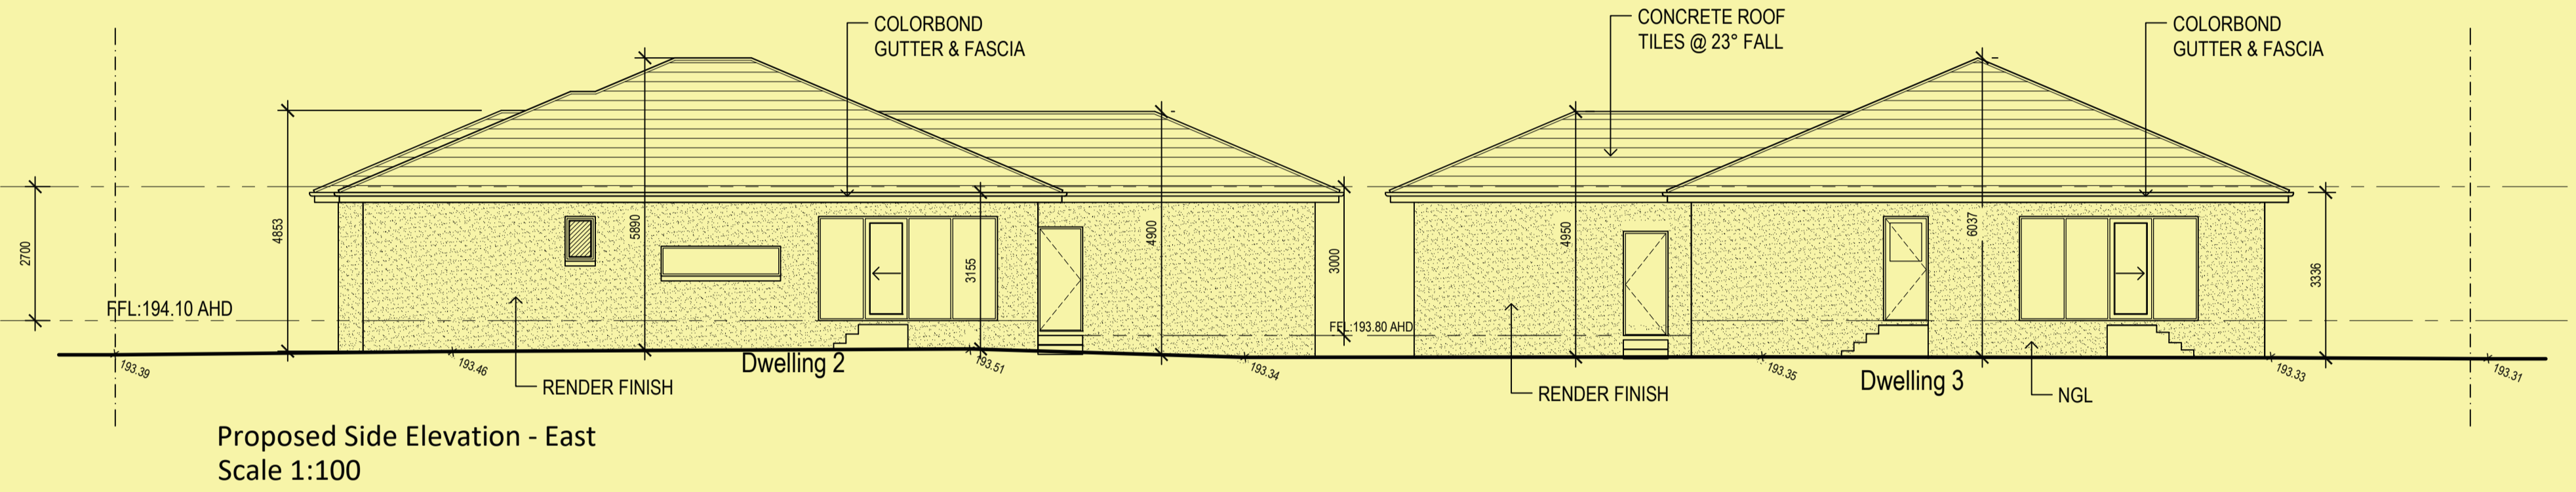 COLORBOND
GUTTER & FASCIA
CONCRETE ROOF
TILES @ 23° FALL
COLORBOND
GUTTER & FASCIA
2700
4853
5890
3155
4900
3000
4950
6037
3336
FFL:194.10 AHD
FFL:193.80 AHD
193.39
193.46
Dwelling 2
193.51
193.34
193.35
Dwelling 3
193.33
193.31
RENDER FINISH
RENDER FINISH
NGL
Proposed Side Elevation - East
Scale 1:100